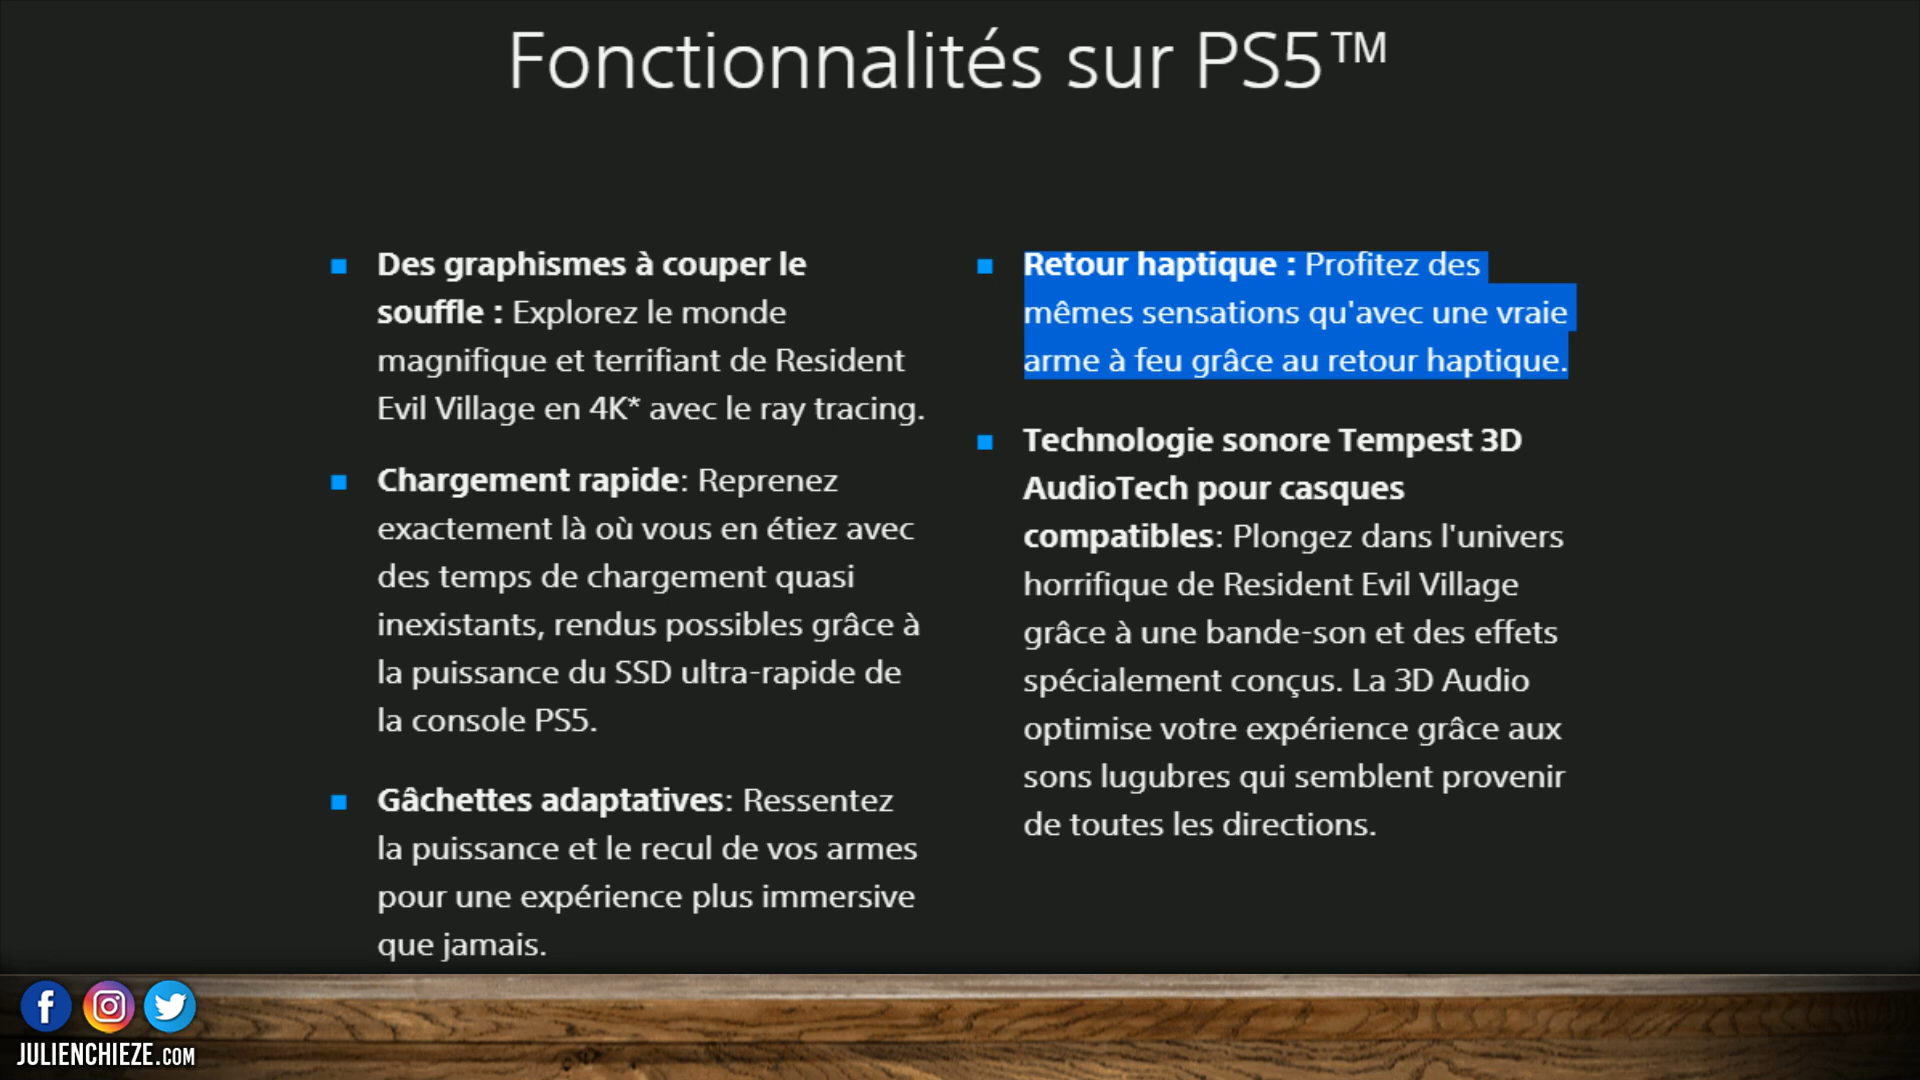 Fonctionnalités sur PS5™
Des graphismes à couper le
souffle : Explorez le monde
magnifique et terrifiant de Resident
Evil Village en 4K* avec le ray tracing.
Chargement rapide: Reprenez
exactement là où vous en étiez avec
des temps de chargement quasi
inexistants, rendus possibles grâce à
la puissance du SSD ultra-rapide de
la console PS5.
Gâchettes adaptatives: Ressentez
la puissance et le recul de vos armes
pour une expérience plus immersive
que jamais.
Retour haptique : Profitez des
mêmes sensations qu'avec une vraie
arme à feu grâce au retour haptique.
Technologie sonore Tempest 3D
AudioTech pour casques
compatibles: Plongez dans l'univers
horrifique de Resident Evil Village
grâce à une bande-son et des effets
spécialement conçus. La 3D Audio
optimise votre expérience grâce aux
sons lugubres qui semblent provenir
de toutes les directions.
JULIENCHIEZE.COM